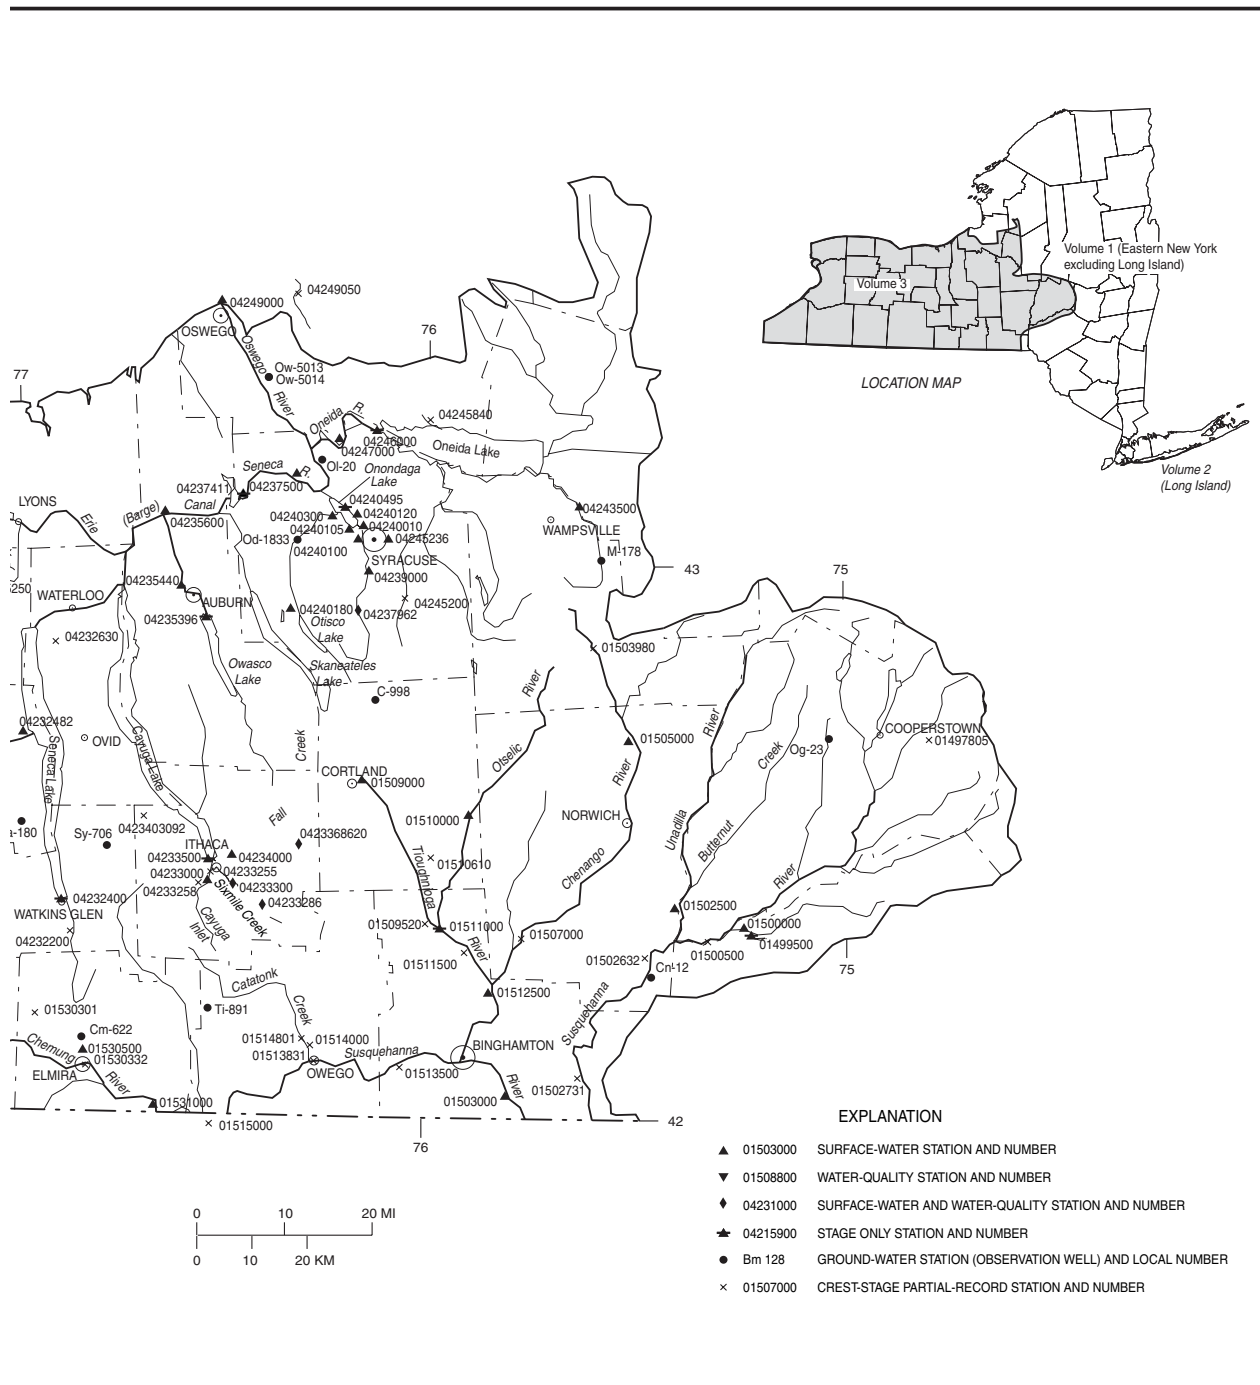 Volume 1 (Eastern New York
excluding Long Island)
Volume 3
LOCATION MAP
Volume 2
(Long Island)
04249050
04249000
OSWEGO
Oswego
River
76
77
Ow-5013
Ow-5014
Oneida
R.
04245840
04246000
04247000
Oneida Lake
Ol-20
Seneca
R.
Onondaga
Lake
04237411
04237500
LYONS
Erie
(Barge)
Canal
04235600
04240495
04240300
04240120
04240105
04240010
Od-1833
04245236
04240100
SYRACUSE
04239000
04243500
WAMPSVILLE
M-178
43
75
250
WATERLOO
04235440
AUBURN
04235396
04240180
04237962
04245200
Otisco
Lake
04232630
Owasco
Lake
Skaneateles
Lake
01503980
C-998
04232482
OVID
Seneca Lake
Cayuga Lake
Creek
Fall
CORTLAND
01509000
Otselic
River
01505000
River
River
Creek
Og-23
COOPERSTOWN
01497805
-180
Sy-706
0423403092
0423368620
01510000
NORWICH
Unadilla
Butternut
ITHACA
04233500
04234000
04233000
04233255
04233258
04233300
04233286
Sixmile Creek
Cayuga
Inlet
Tioughnioga
01510610
Chenango
River
04232400
WATKINS GLEN
04232200
01509520
01511000
River
01507000
01511500
01502500
01500000
01499500
01500500
01502632
Cn-12
75
Catatonk
Creek
01512500
Susquehanna
01530301
Ti-891
Cm-622
01530500
01530332
Chemung
River
ELMIRA
01514801
01514000
01513831
OWEGO
Susquehanna
BINGHAMTON
01513500
River
01502731
01503000
01531000
01515000
76
42
EXPLANATION
01503000 SURFACE-WATER STATION AND NUMBER
01508800 WATER-QUALITY STATION AND NUMBER
04231000 SURFACE-WATER AND WATER-QUALITY STATION AND NUMBER
04215900 STAGE ONLY STATION AND NUMBER
Bm 128 GROUND-WATER STATION (OBSERVATION WELL) AND LOCAL NUMBER
01507000 CREST-STAGE PARTIAL-RECORD STATION AND NUMBER
0 10 20 MI
0 10 20 KM